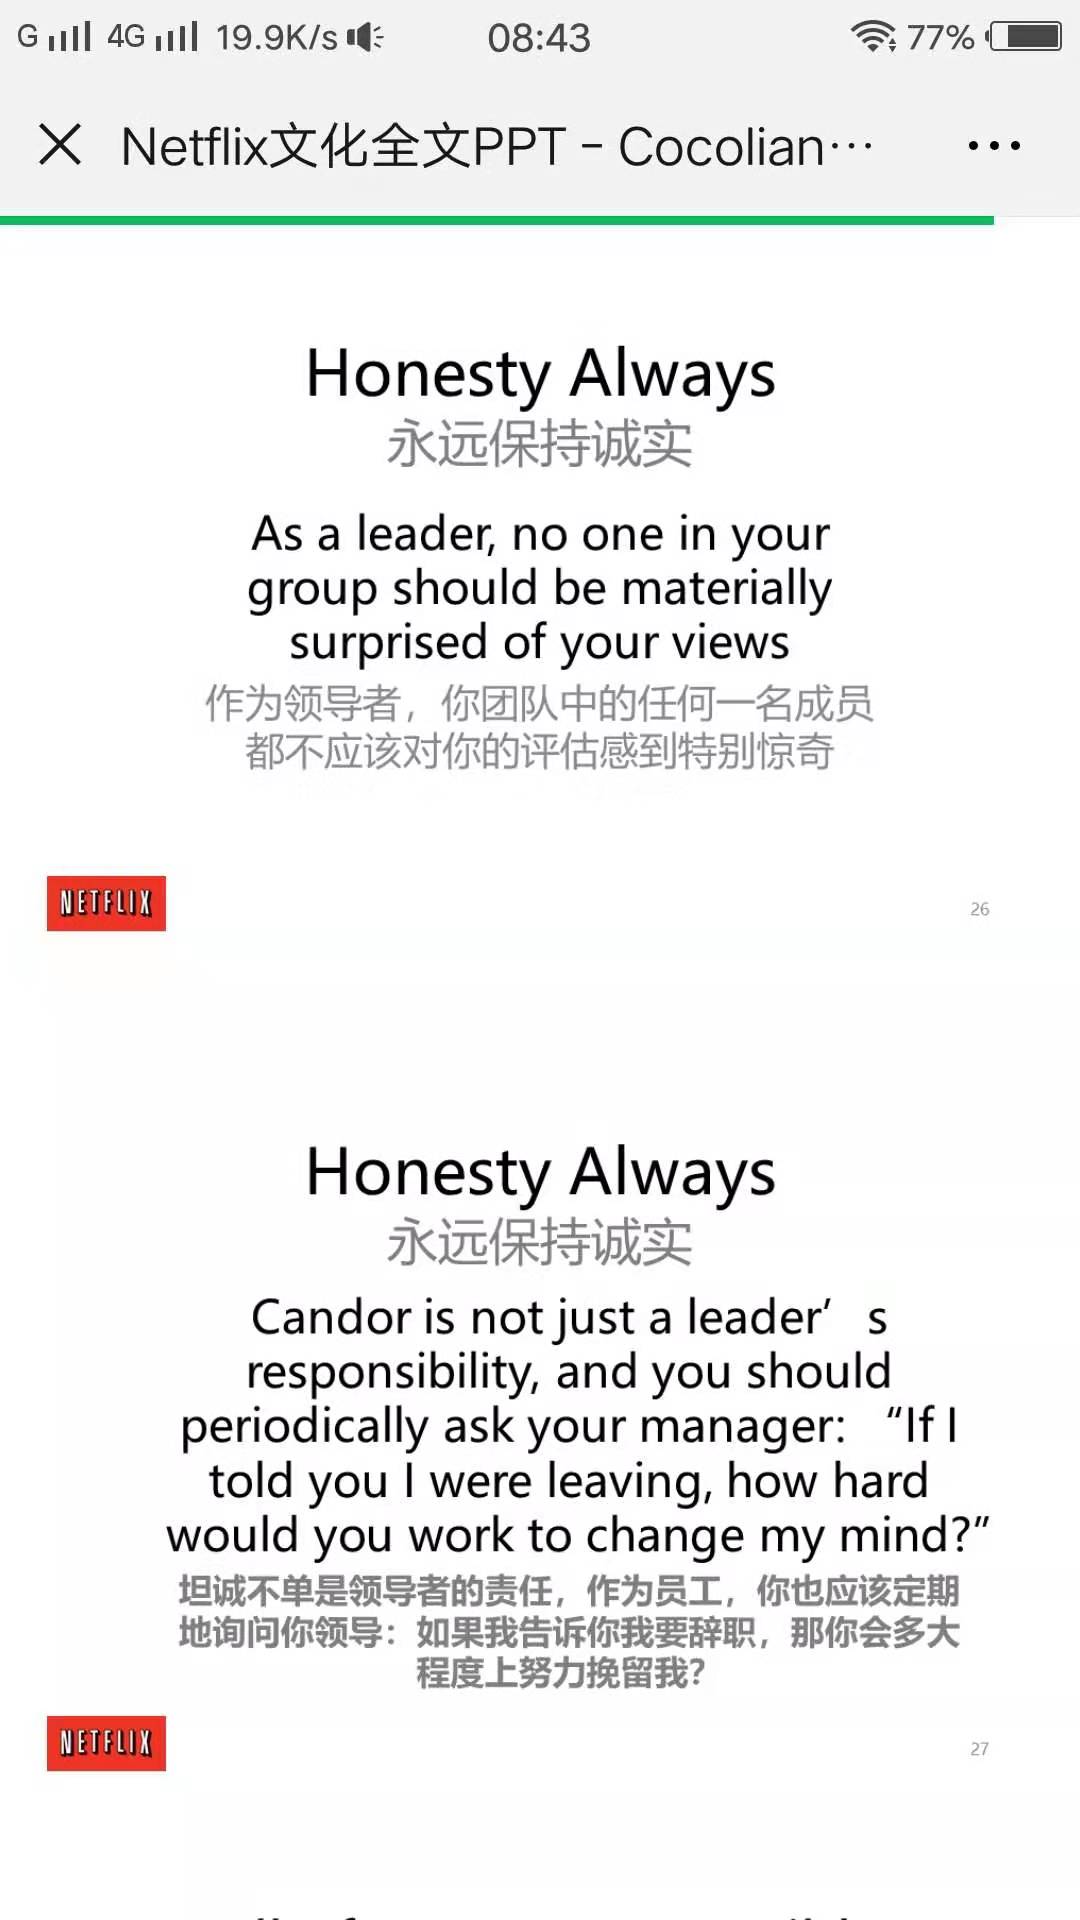 G 4G 19.9K/s 08:43 77%
Netflix文化全文PPT - Cocolian···
Honesty Always
永远保持诚实
As a leader, no one in your
group should be materially
surprised of your views
作为领导者，你团队中的任何一名成员
都不应该对你的评估感到特别惊奇
NETFLIX
26
Honesty Always
永远保持诚实
Candor is not just a leader’s
responsibility, and you should
periodically ask your manager: “If I
told you I were leaving, how hard
would you work to change my mind?”
坦诚不单是领导者的责任，作为员工，你也应该定期
地询问你领导：如果我告诉你我要辞职，那你会多大
程度上努力挽留我？
NETFLIX
27